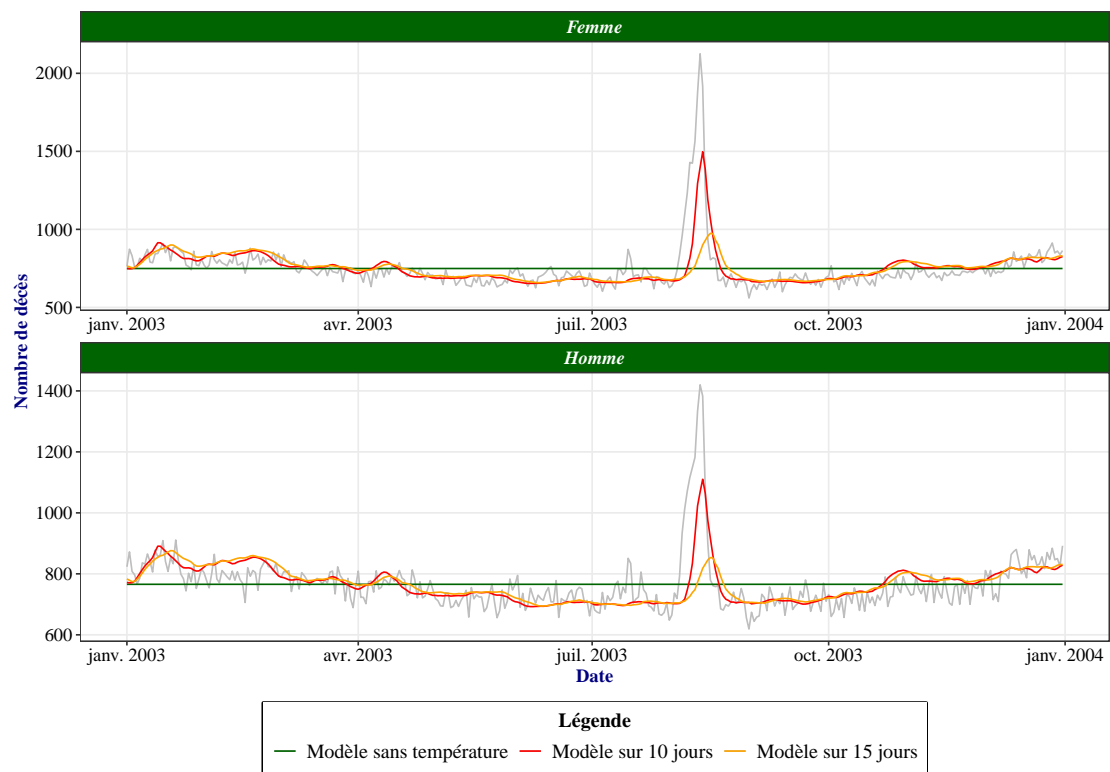 Femme
2000
1500
1000
500
janv. 2003 avr. 2003 juil. 2003 oct. 2003 janv. 2004
Homme
1400
1200
1000
800
600
janv. 2003 avr. 2003 juil. 2003 oct. 2003 janv. 2004
Nombre de décès
Date
Légende
Modèle sans température Modèle sur 10 jours Modèle sur 15 jours